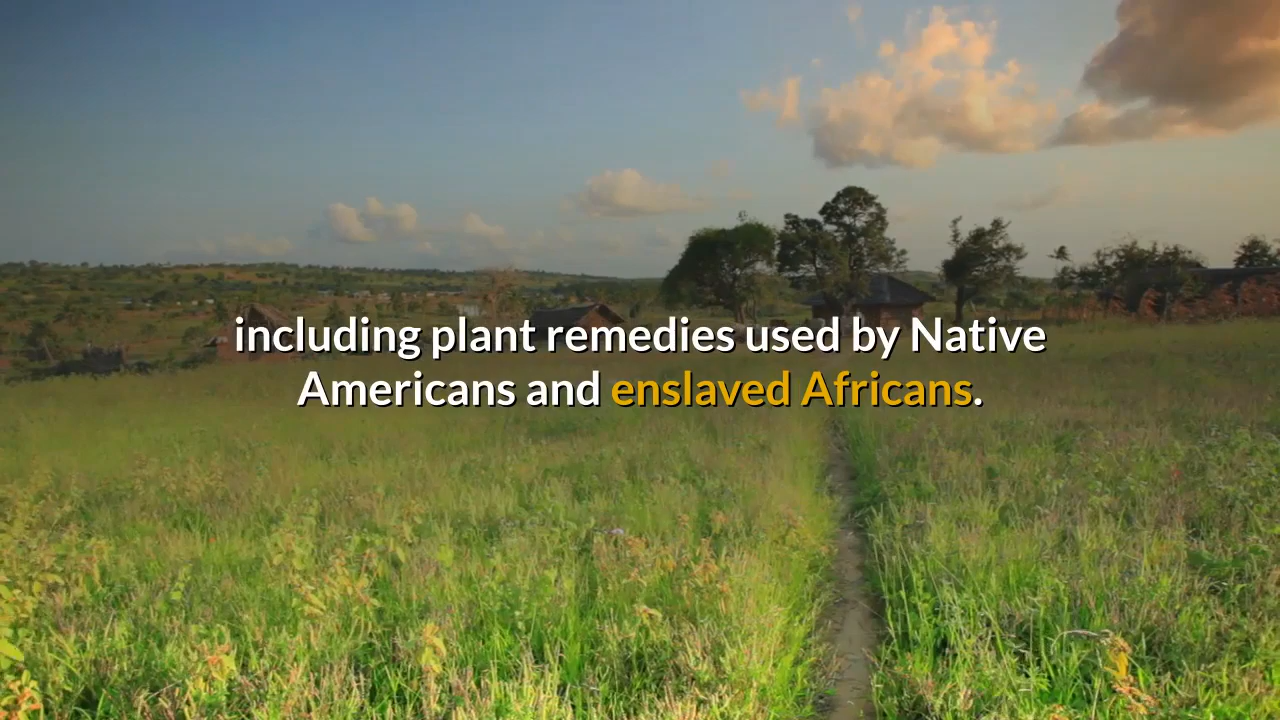 including plant remedies used by Native
Americans and enslaved Africans.